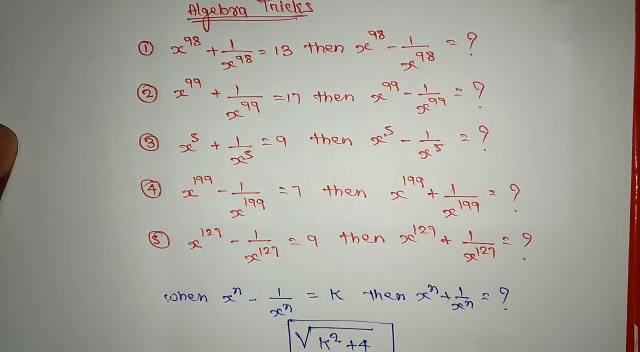 Algebra Tricks
① x^98 + 1/x^98 = 13 then x^98 - 1/x^98 = ?
② x^99 + 1/x^99 = 17 then x^99 - 1/x^99 = ?
③ x^5 + 1/x^5 = 9 then x^5 - 1/x^5 = ?
④ x^199 - 1/x^199 = 7 then x^199 + 1/x^199 = ?
⑤ x^127 - 1/x^127 = 9 then x^127 + 1/x^127 = ?
when x^n - 1/x^n = K then x^n + 1/x^n = ?
√(K^2 + 4)